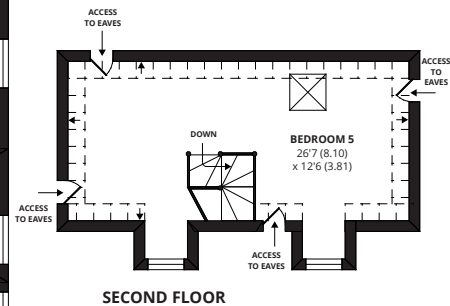 ACCESS
TO EAVES
ACCESS
TO
EAVES
DOWN
BEDROOM 5
26'7 (8.10)
x 12'6 (3.81)
ACCESS
TO EAVES
ACCESS
TO EAVES
SECOND FLOOR